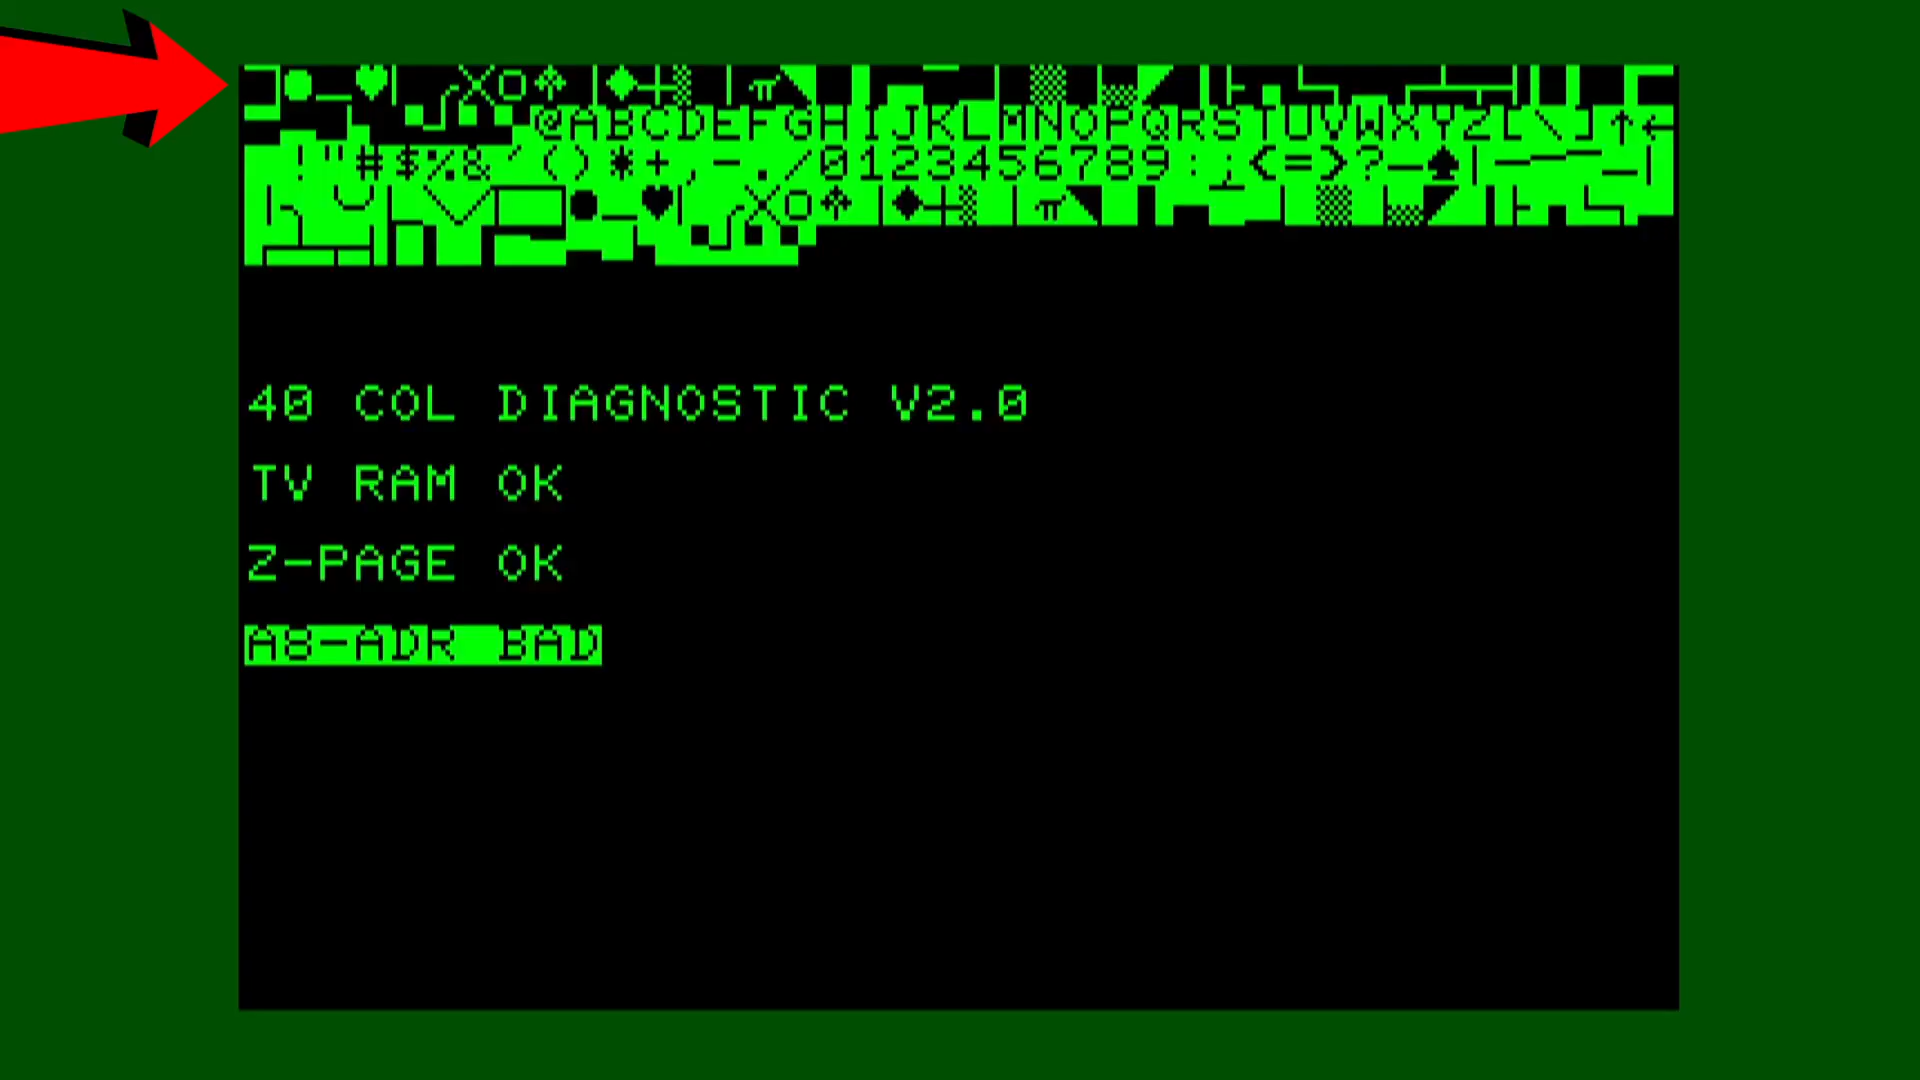 @ABCDEFGHIJKLMNOPQRSTUVWXYZ[\]↑←
!"#$%&´()*+,-./0123456789:;<=>?
40 COL DIAGNOSTIC V2.0
TV RAM OK
Z-PAGE OK
A8-ADR BAD